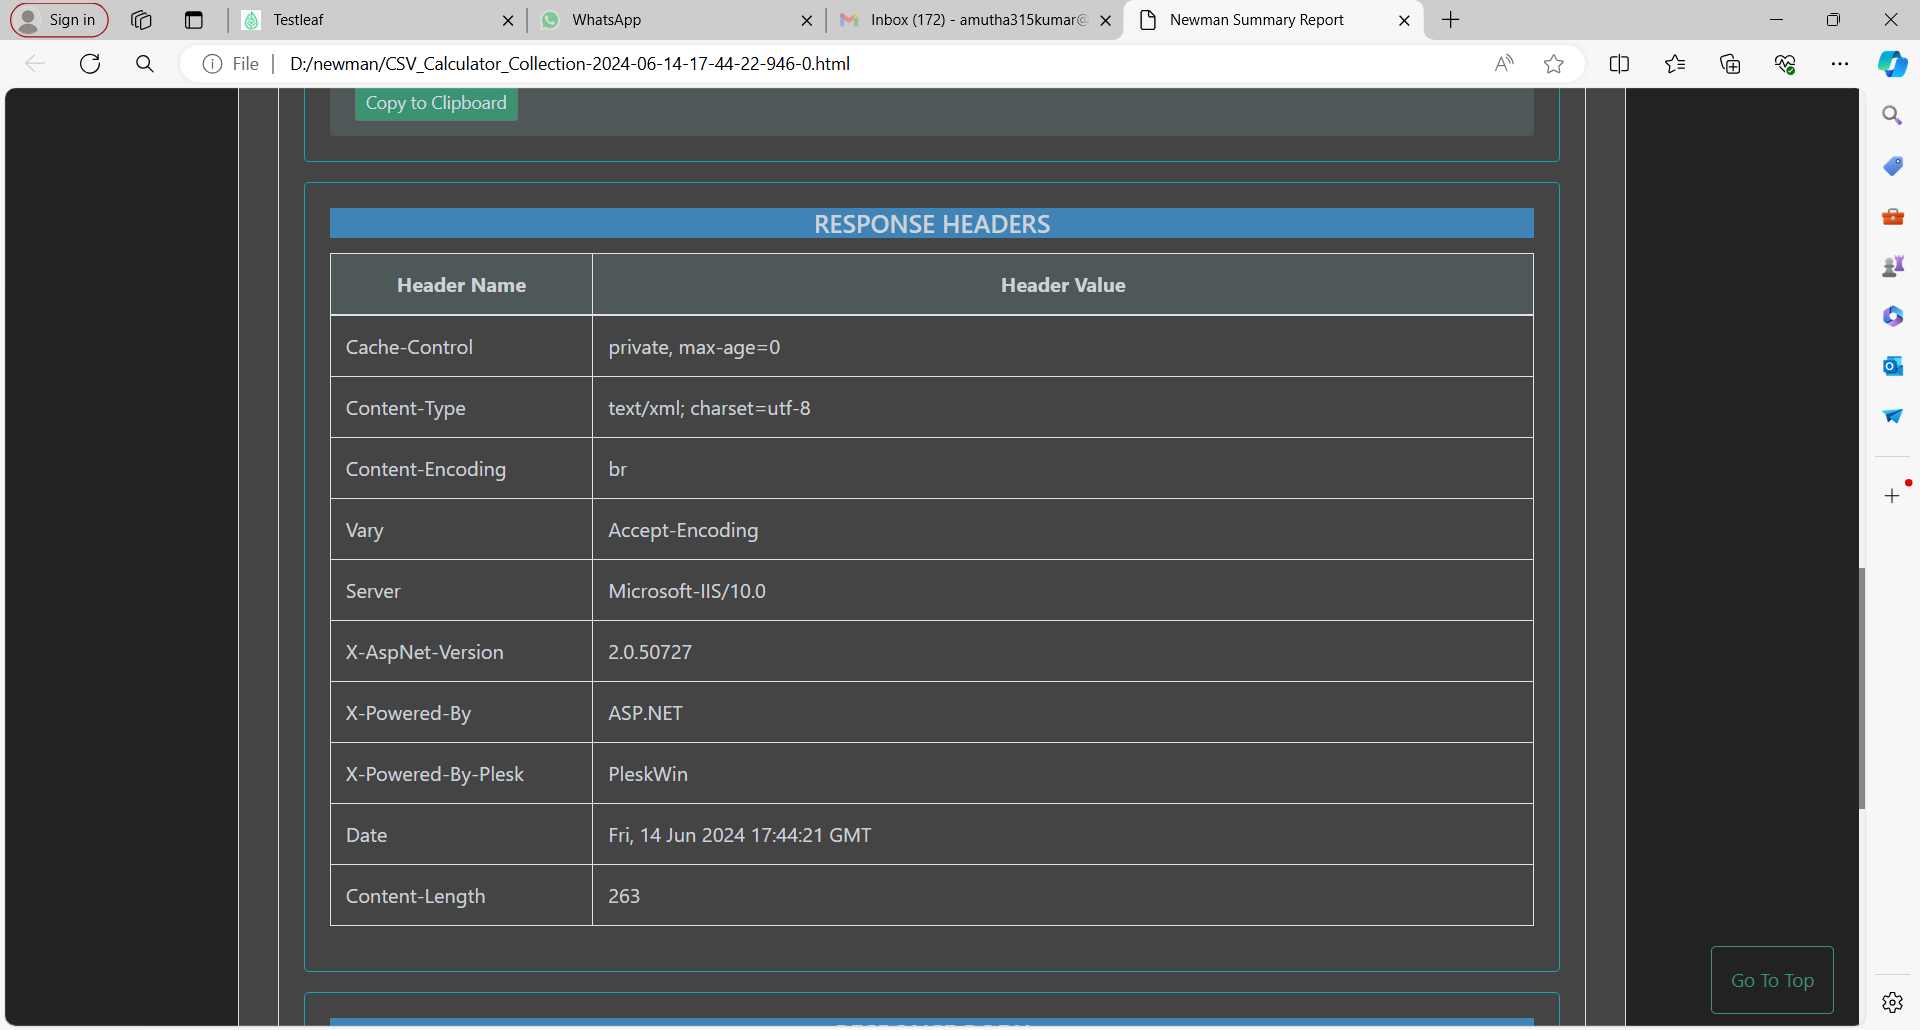 Sign in
Testleaf
WhatsApp
Inbox (172) - amutha315kumar@
Newman Summary Report
File
D:/newman/CSV_Calculator_Collection-2024-06-14-17-44-22-946-0.html
Copy to Clipboard
RESPONSE HEADERS
Header Name Header Value
Cache-Control private, max-age=0
Content-Type text/xml; charset=utf-8
Content-Encoding br
Vary Accept-Encoding
Server Microsoft-IIS/10.0
X-AspNet-Version 2.0.50727
X-Powered-By ASP.NET
X-Powered-By-Plesk PleskWin
Date Fri, 14 Jun 2024 17:44:21 GMT
Content-Length 263
Go To Top